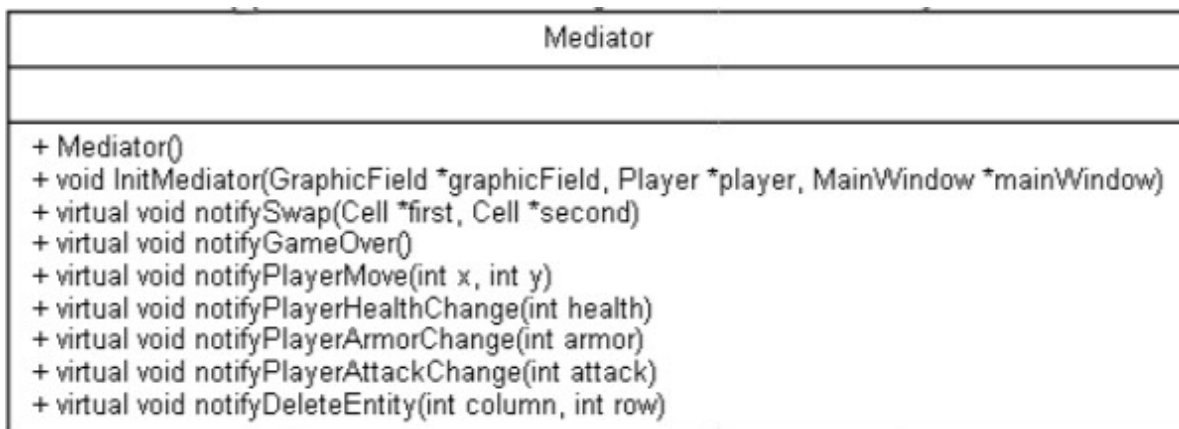 Mediator
+ Mediator()
+ void InitMediator(GraphicField *graphicField, Player *player, MainWindow *mainWindow)
+ virtual void notifySwap(Cell *first, Cell *second)
+ virtual void notifyGameOver()
+ virtual void notifyPlayerMove(int x, int y)
+ virtual void notifyPlayerHealthChange(int health)
+ virtual void notifyPlayerArmorChange(int armor)
+ virtual void notifyPlayerAttackChange(int attack)
+ virtual void notifyDeleteEntity(int column, int row)